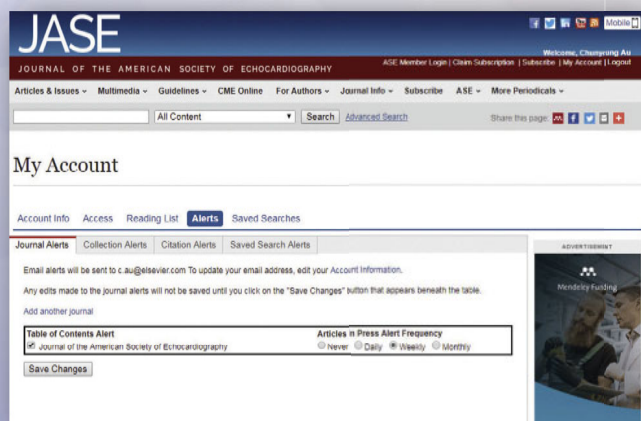 JASE
Mobile
Welcome, Chunyung Au
JOURNAL OF THE AMERICAN SOCIETY OF ECHOCARDIOGRAPHY
ASE Member Login | Claim Subscription | Subscribe | My Account | Logout
Articles & Issues Multimedia Guidelines CME Online For Authors Journal Info Subscribe ASE More Periodicals
All Content Search Advanced Search Share this page:
My Account
Account Info Access Reading List Alerts Saved Searches
Journal Alerts Collection Alerts Citation Alerts Saved Search Alerts
ADVERTISEMENT
Email alerts will be sent to c.au@elsevier.com To update your email address, edit your Account Information.
Mendeley Funding
Any edits made to the journal alerts will not be saved until you click on the "Save Changes" button that appears beneath the table.
Add another journal
Table of Contents Alert Articles in Press Alert Frequency
Journal of the American Society of Echocardiography Never Daily Weekly Monthly
Save Changes